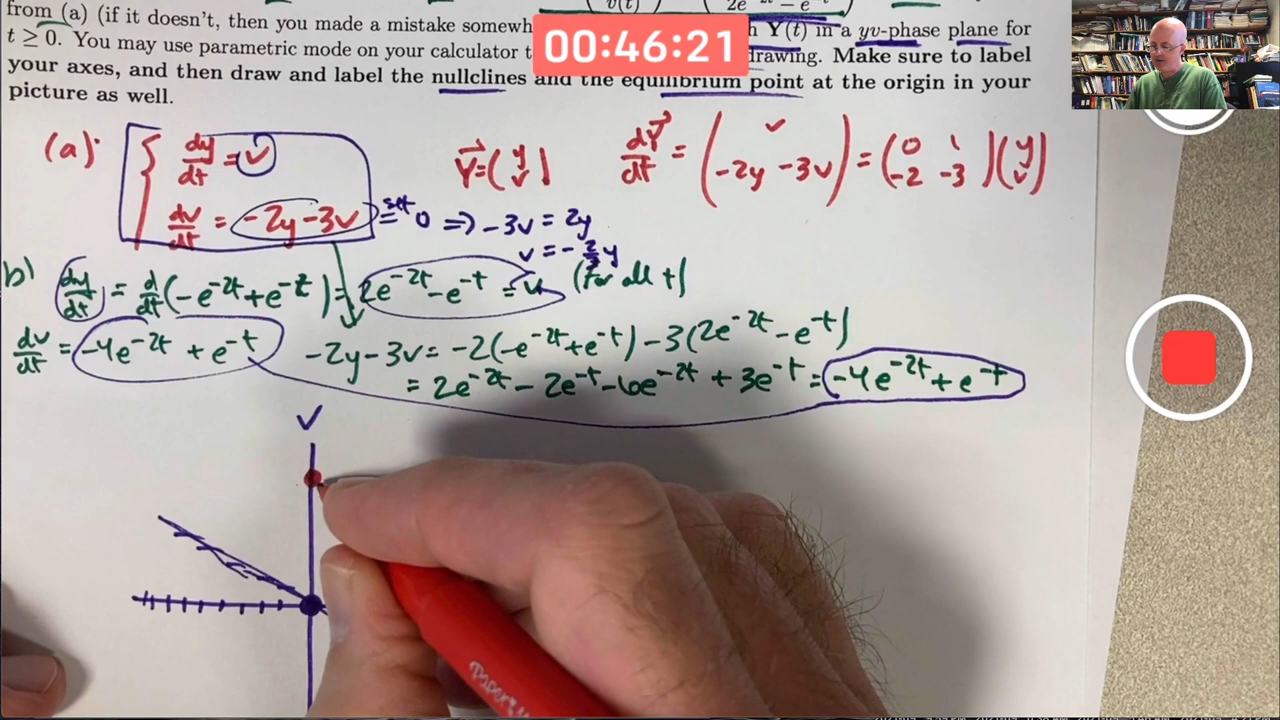 from (a) (if it doesn't, then you made a mistake somewh
v(t) 2e^{-2t} − e^{-t}
Y(t) in a yv-phase plane for
t ≥ 0. You may use parametric mode on your calculator t
drawing. Make sure to label
00:46:21
your axes, and then draw and label the nullclines and the equilibrium point at the origin in your
picture as well.
(a): { dy/dt = v
dv/dt = -2y-3v set = 0 ⇒ -3v = 2y
v = -2/3 y
Y = (y v)
dY/dt = (v -2y-3v) = (0 1 -2 -3)(y v)
b) dy/dt = d/dt(-e^{-2t}+e^{-t}) = 2e^{-2t}-e^{-t} = v (for all t)
dv/dt = -4e^{-2t} + e^{-t} -2y-3v = -2(-e^{-2t}+e^{-t}) - 3(2e^{-2t} - e^{-t})
= 2e^{-2t} - 2e^{-t} - 6e^{-2t} + 3e^{-t} = -4e^{-2t} + e^{-t}
v